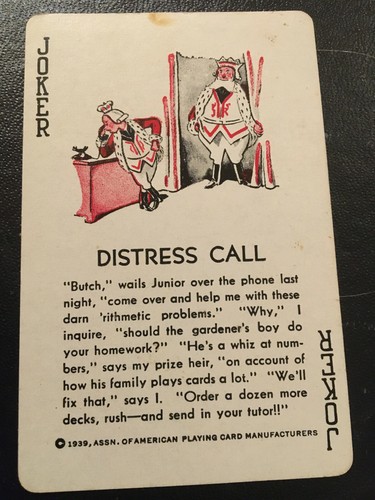 JOKER
DISTRESS CALL
"Butch," wails Junior over the phone last
night, "come over and help me with these
darn 'rithmetic problems." "Why," I
inquire, "should the gardener's boy do
your homework?" "He's a whiz at num-
bers," says my prize heir, "on account of
how his family plays cards a lot." "We'll
fix that," says I. "Order a dozen more
decks, rush—and send in your tutor!!"
© 1939, ASSN. OF AMERICAN PLAYING CARD MANUFACTURERS
JOKER